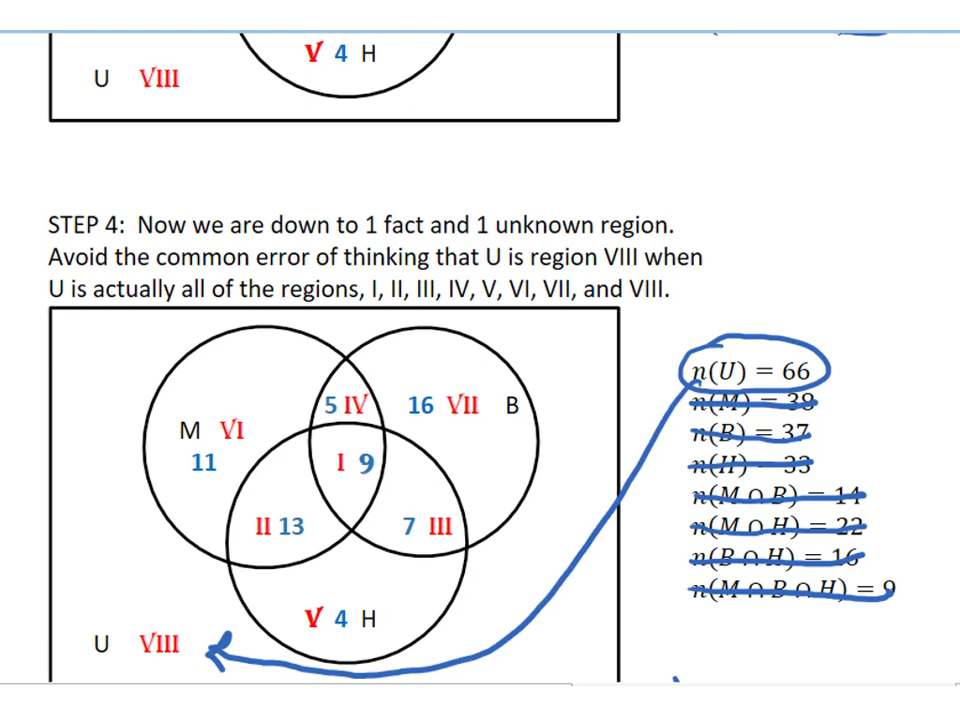 V 4 H
U VIII
STEP 4: Now we are down to 1 fact and 1 unknown region.
Avoid the common error of thinking that U is region VIII when
U is actually all of the regions, I, II, III, IV, V, VI, VII, and VIII.
n(U) = 66
5 IV 16 VII B
n(M) = 38
M VI
n(B) = 37
11 I 9
n(H) = 33
n(M ∩ B) = 14
II 13 7 III
n(M ∩ H) = 22
n(B ∩ H) = 16
n(M ∩ B ∩ H) = 9
V 4 H
U VIII